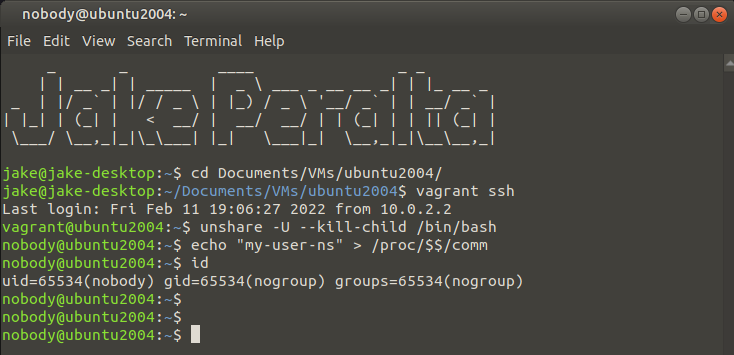 nobody@ubuntu2004: ~
File Edit View Search Terminal Help
Jake Peralta
jake@jake-desktop:~$ cd Documents/VMs/ubuntu2004/
jake@jake-desktop:~/Documents/VMs/ubuntu2004$ vagrant ssh
Last login: Fri Feb 11 19:06:27 2022 from 10.0.2.2
vagrant@ubuntu2004:~$ unshare -U --kill-child /bin/bash
nobody@ubuntu2004:~$ echo "my-user-ns" > /proc/$$/comm
nobody@ubuntu2004:~$ id
uid=65534(nobody) gid=65534(nogroup) groups=65534(nogroup)
nobody@ubuntu2004:~$
nobody@ubuntu2004:~$
nobody@ubuntu2004:~$